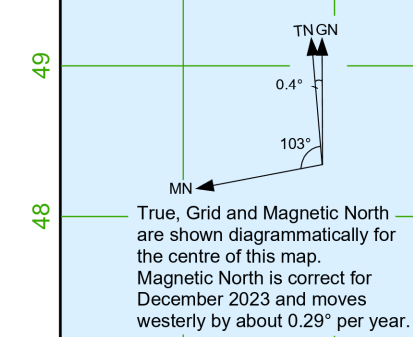 TN GN
49
0.4°
103°
MN
48
True, Grid and Magnetic North
are shown diagrammatically for
the centre of this map.
Magnetic North is correct for
December 2023 and moves
westerly by about 0.29° per year.